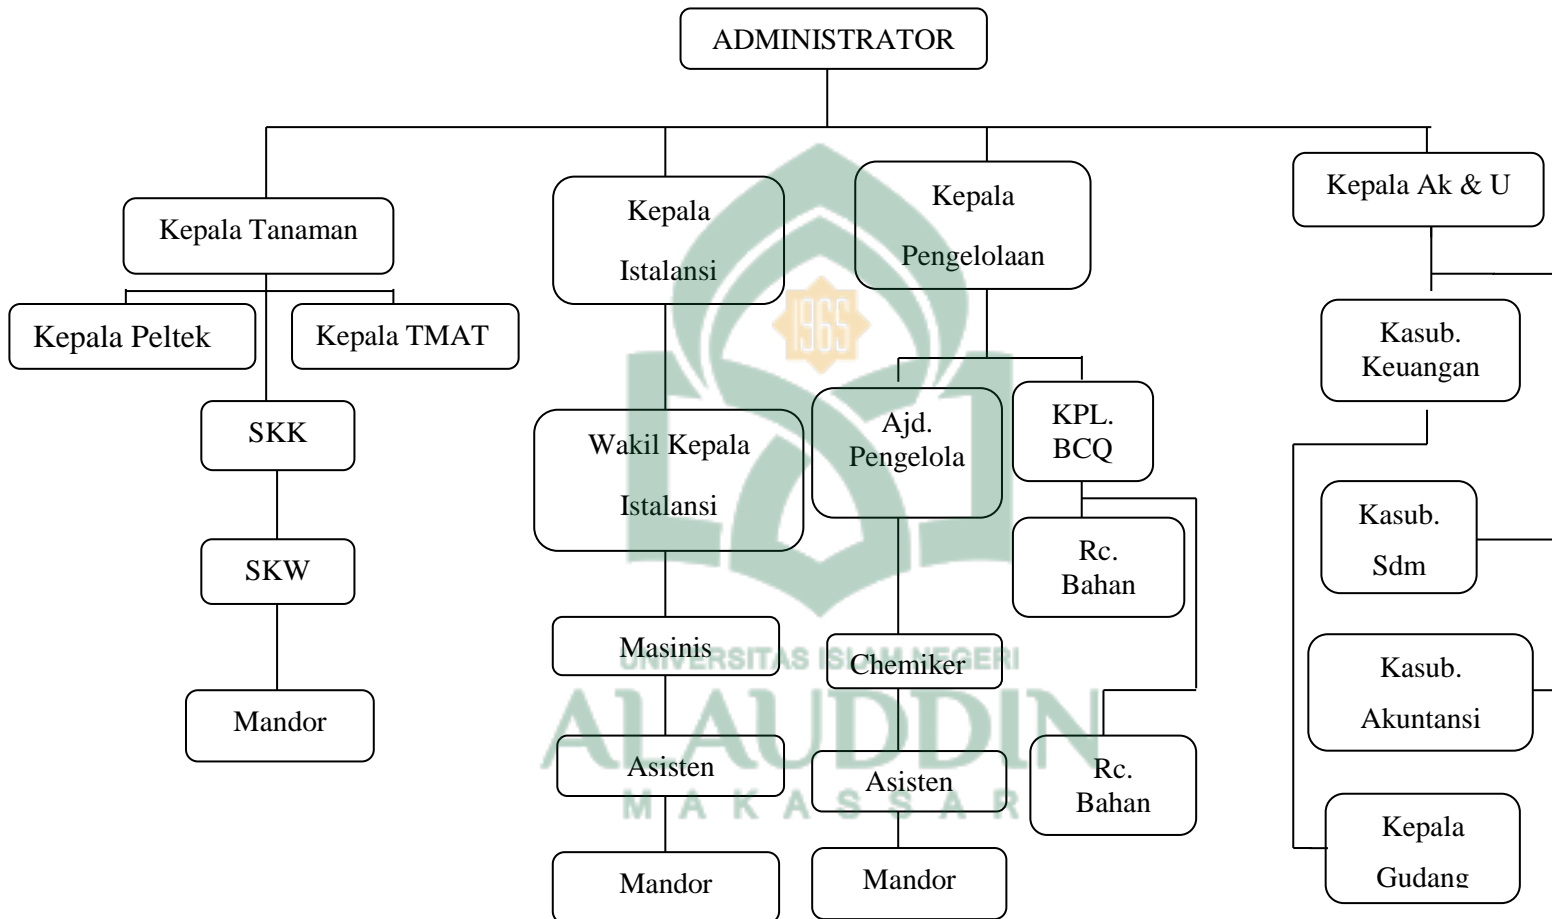 ADMINISTRATOR
Kepala Tanaman
Kepala Peltek
Kepala TMAT
SKK
SKW
Mandor
Kepala
Istalansi
Wakil Kepala
Istalansi
Masinis
Asisten
Mandor
Kepala
Pengelolaan
Ajd.
Pengelola
Chemiker
Asisten
Mandor
KPL.
BCQ
Rc.
Bahan
Rc.
Bahan
Kepala Ak & U
Kasub.
Keuangan
Kasub.
Sdm
Kasub.
Akuntansi
Kepala
Gudang
1965
UNIVERSITAS ISLAM NEGERI
ALAUDDIN
MAKASSAR